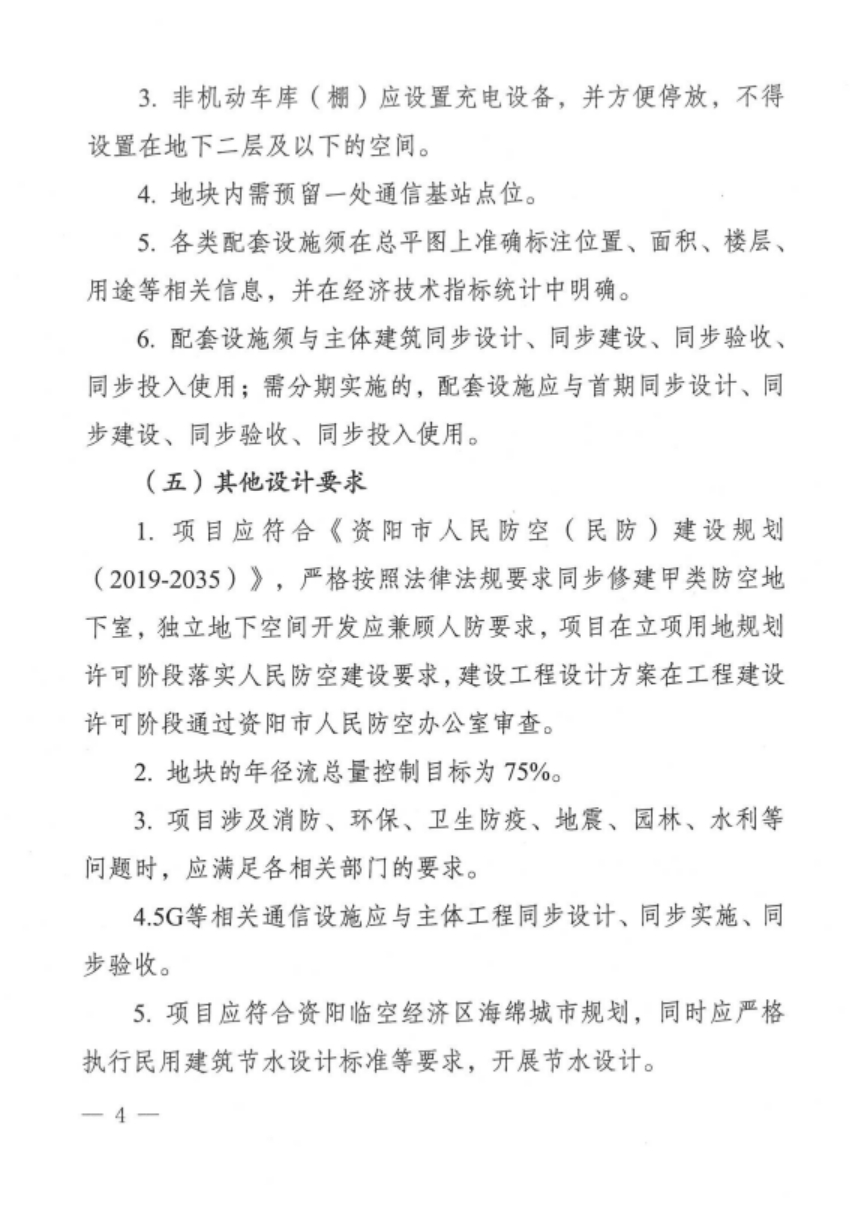 3. 非机动车库（棚）应设置充电设备，并方便停放，不得
设置在地下二层及以下的空间。
4. 地块内需预留一处通信基站点位。
5. 各类配套设施须在总平图上准确标注位置、面积、楼层、
用途等相关信息，并在经济技术指标统计中明确。
6. 配套设施须与主体建筑同步设计、同步建设、同步验收、
同步投入使用；需分期实施的，配套设施应与首期同步设计、同
步建设、同步验收、同步投入使用。
（五）其他设计要求
1. 项目应符合《资阳市人民防空（民防）建设规划
（2019-2035）》，严格按照法律法规要求同步修建甲类防空地
下室，独立地下空间开发应兼顾人防要求，项目在立项用地规划
许可阶段落实人民防空建设要求，建设工程设计方案在工程建设
许可阶段通过资阳市人民防空办公室审查。
2. 地块的年径流总量控制目标为 75%。
3. 项目涉及消防、环保、卫生防疫、地震、园林、水利等
问题时，应满足各相关部门的要求。
4.5G等相关通信设施应与主体工程同步设计、同步实施、同
步验收。
5. 项目应符合资阳临空经济区海绵城市规划，同时应严格
执行民用建筑节水设计标准等要求，开展节水设计。
— 4 —